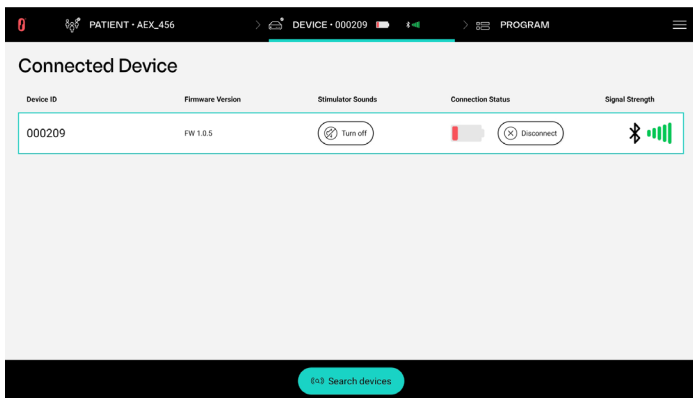 PATIENT • AEX_456
DEVICE • 000209
PROGRAM
Connected Device
Device ID Firmware Version Stimulator Sounds Connection Status Signal Strength
000209 FW 1.0.5 Turn off Disconnect
Search devices